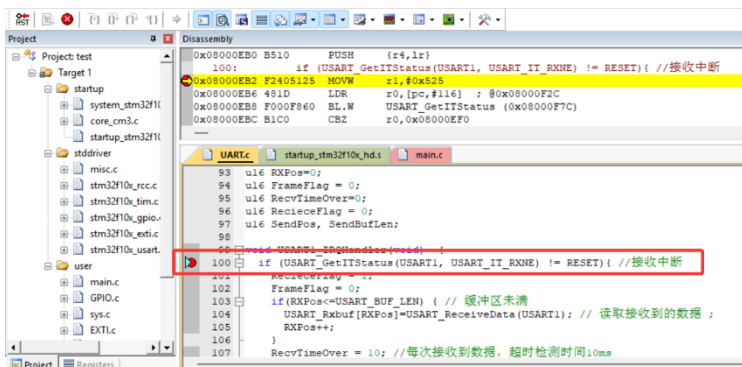 RST
Project
Disassembly
Project: test
Target 1
startup
system_stm32f10
core_cm3.c
startup_stm32f10
stddriver
misc.c
stm32f10x_rcc.c
stm32f10x_tim.c
stm32f10x_gpio.
stm32f10x_exti.c
stm32f10x_usart.
user
main.c
GPIO.c
sys.c
EXTI.c
Project
Registers
0x08000EB0 B510 PUSH {r4,lr}
100: if (USART_GetITStatus(USART1, USART_IT_RXNE) != RESET){ //接收中断
0x08000EB2 F2405125 MOVW r1,#0x525
0x08000EB6 481D LDR r0,[pc,#116] ; @0x08000F2C
0x08000EB8 F000F860 BL.W USART_GetITStatus (0x08000F7C)
0x08000EBC B1C0 CBZ r0,0x08000EF0
UART.c
startup_stm32f10x_hd.s
main.c
93 u16 RXPos=0;
94 u16 FrameFlag = 0;
95 u16 RecvTimeOver=0;
96 u16 RecieceFlag = 0;
97 u16 SendPos, SendBufLen;
98
99 void USART1_IRQHandler(void) {
100 if (USART_GetITStatus(USART1, USART_IT_RXNE) != RESET){ //接收中断
101 RecieceFlag = 1;
102 FrameFlag = 0;
103 if(RXPos<=USART_BUF_LEN) { // 缓冲区未满
104 USART_Rxbuf[RXPos]=USART_ReceiveData(USART1); // 读取接收到的数据 ;
105 RXPos++;
106 }
107 RecvTimeOver = 10; //每次接收到数据，超时检测时间10ms